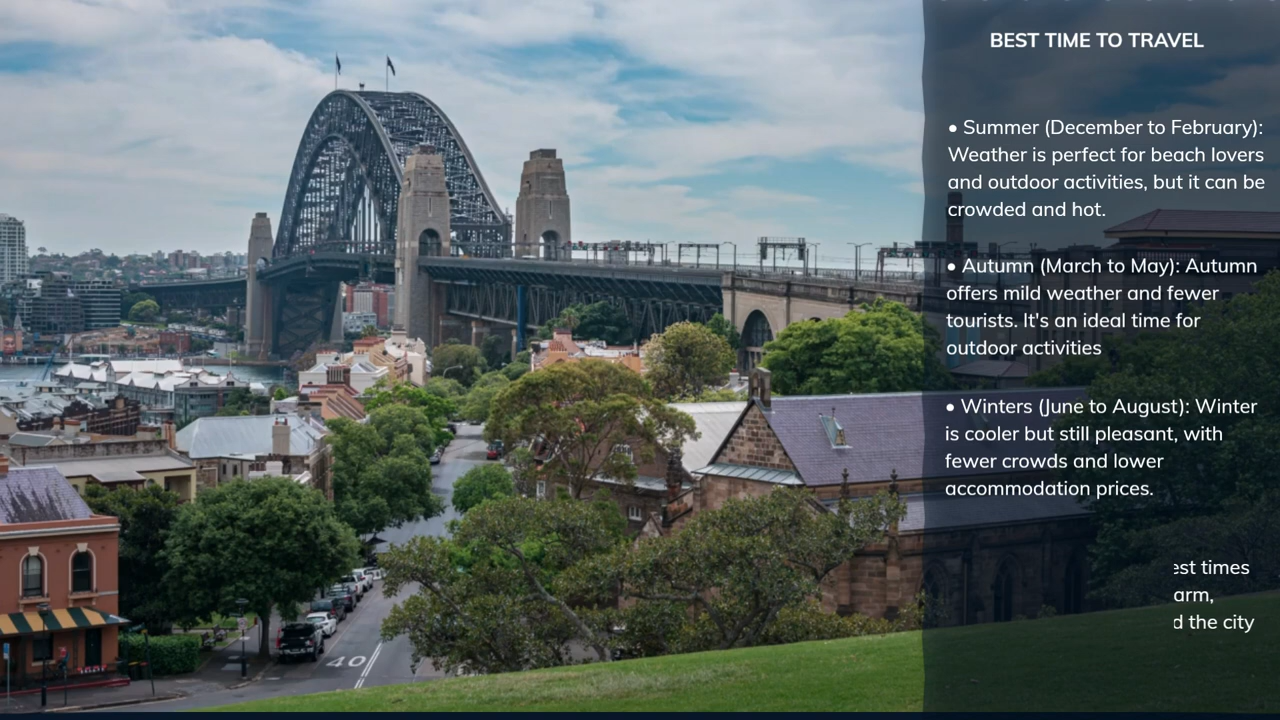 BEST TIME TO TRAVEL
• Summer (December to February):
Weather is perfect for beach lovers
and outdoor activities, but it can be
crowded and hot.
• Autumn (March to May): Autumn
offers mild weather and fewer
tourists. It's an ideal time for
outdoor activities
• Winters (June to August): Winter
is cooler but still pleasant, with
fewer crowds and lower
accommodation prices.
times
the city
40